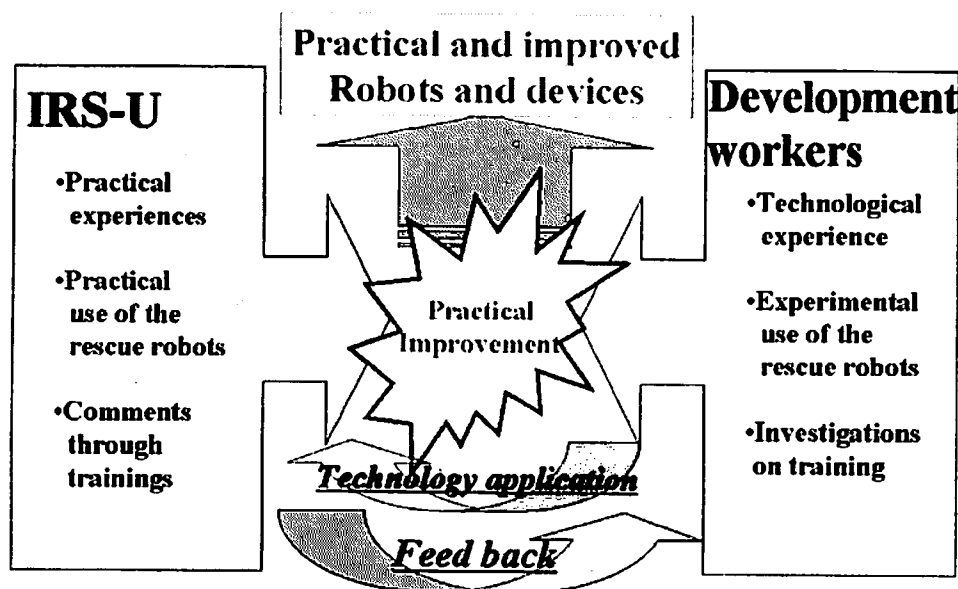 Practical and improved
Robots and devices
IRS-U
•Practical
experiences
•Practical
use of the
rescue robots
•Comments
through
trainings
Practical
Improvement
Technology application
Feed back
Development
workers
•Technological
experience
•Experimental
use of the
rescue robots
•Investigations
on training